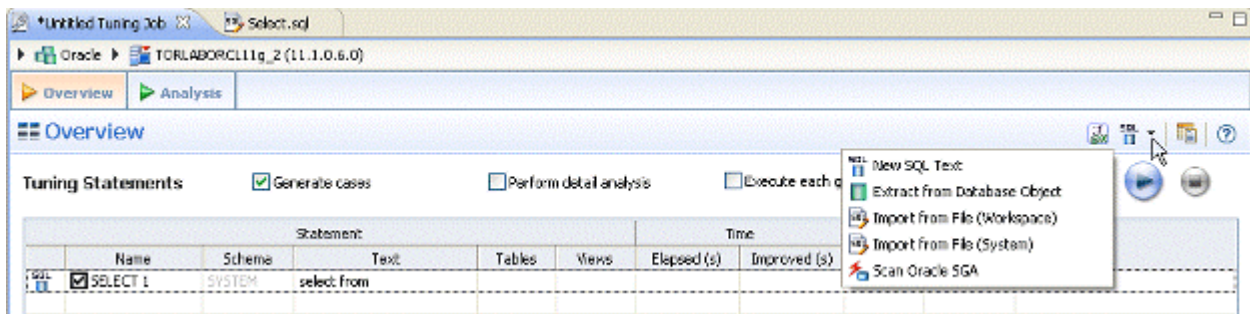 *Untitled Tuning Job Select.sql
Oracle TORLABORCL11g_2 (11.1.0.6.0)
Overview Analysis
Overview
Tuning Statements Generate cases Perform detail analysis Execute each
New SQL Text
Extract from Database Object
Import from File (Workspace)
Import from File (System)
Scan Oracle SGA
Statement Time
Name Schema Text Tables Views Elapsed (s) Improved (s)
SQL SELECT 1 SYSTEM select from